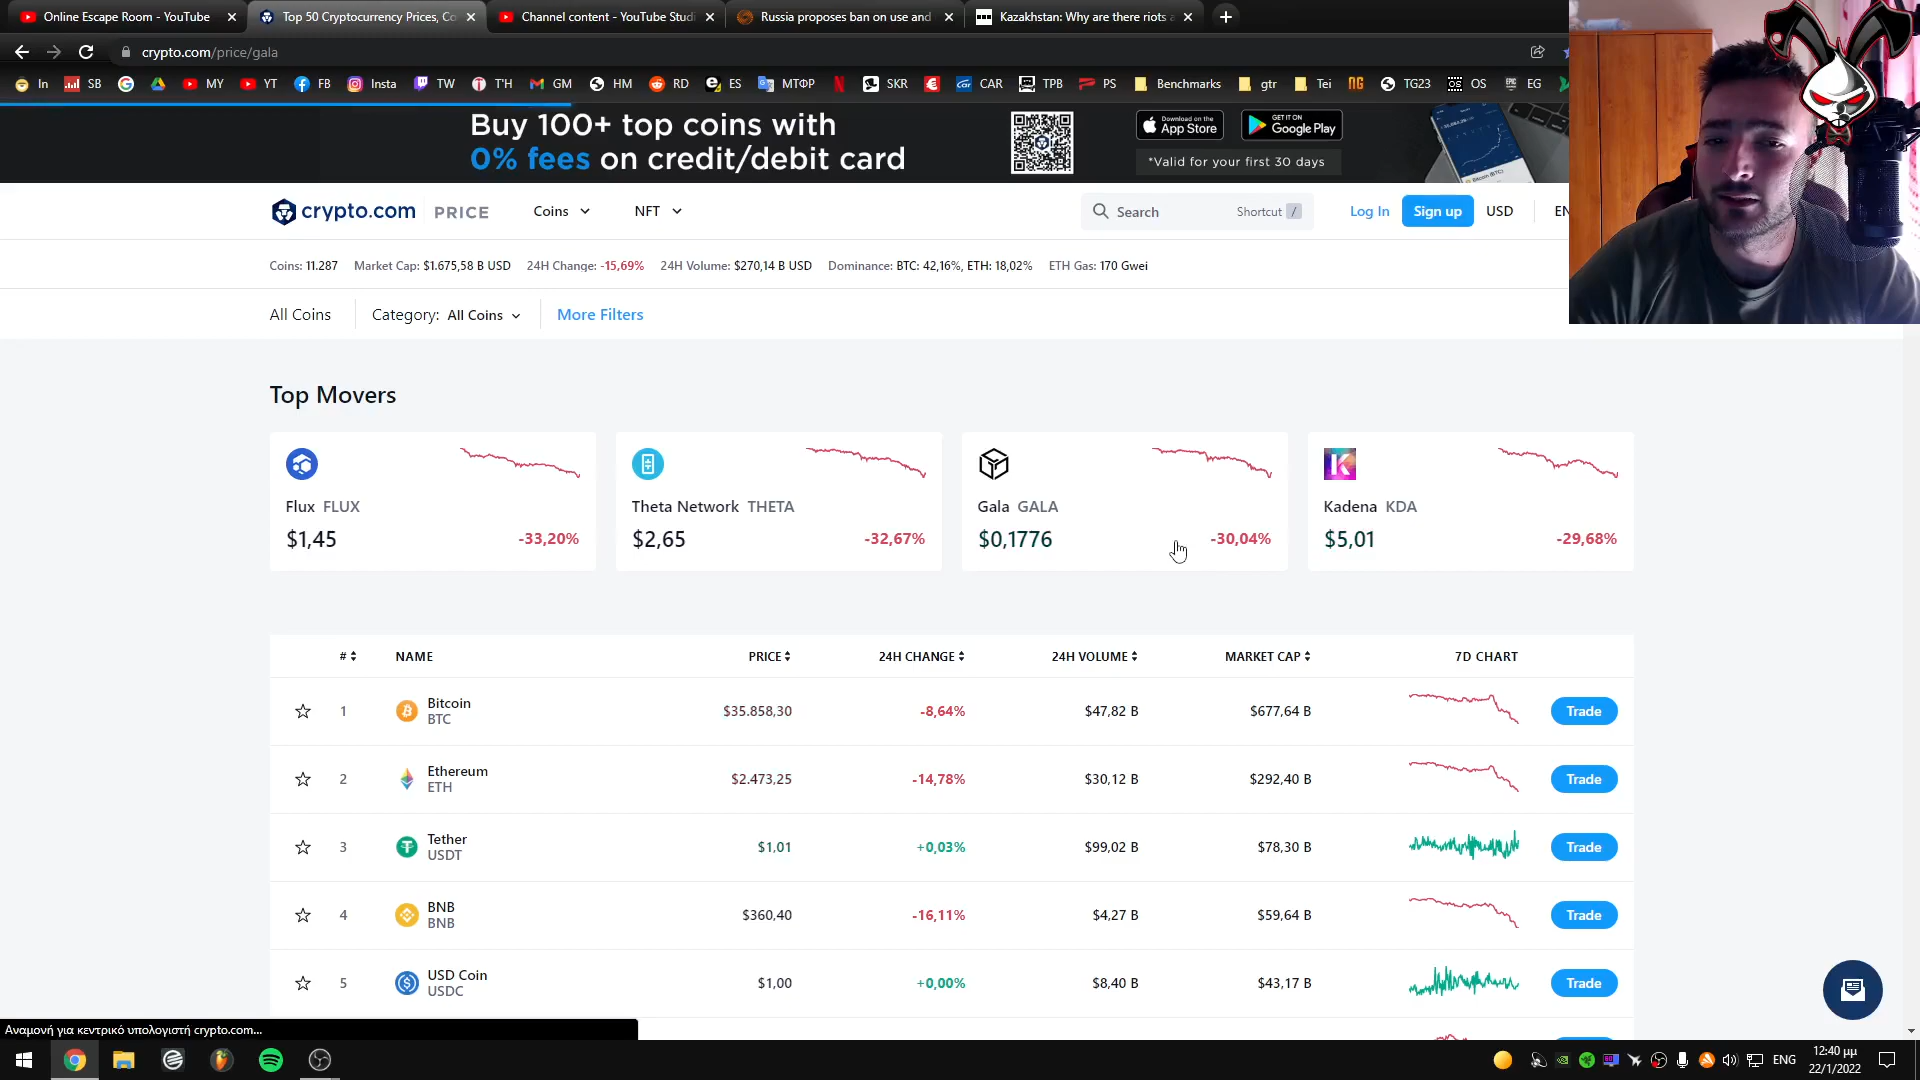 Online Escape Room - YouTube
Top 50 Cryptocurrency Prices, Co
Channel content - YouTube Studi
Russia proposes ban on use and
Kazakhstan: Why are there riots a
crypto.com/price/gala
In SB MY YT FB Insta TW T'H GM HM RD ES ΜΤΦΡ SKR CAR TPB PS Benchmarks gtr Tei NG TG23 OS EG
Buy 100+ top coins with
0% fees on credit/debit card
Download on the
App Store
GET IT ON
Google Play
*Valid for your first 30 days
crypto.com PRICE Coins NFT Search Shortcut / Log In Sign up USD EN
Coins: 11.287 Market Cap: $1.675,58 B USD 24H Change: -15,69% 24H Volume: $270,14 B USD Dominance: BTC: 42,16%, ETH: 18,02% ETH Gas: 170 Gwei
All Coins Category: All Coins More Filters
Top Movers
Flux FLUX
$1,45 -33,20%
Theta Network THETA
$2,65 -32,67%
Gala GALA
$0,1776 -30,04%
Kadena KDA
$5,01 -29,68%
# NAME PRICE 24H CHANGE 24H VOLUME MARKET CAP 7D CHART
1 Bitcoin BTC $35.858,30 -8,64% $47,82 B $677,64 B Trade
2 Ethereum ETH $2.473,25 -14,78% $30,12 B $292,40 B Trade
3 Tether USDT $1,01 +0,03% $99,02 B $78,30 B Trade
4 BNB BNB $360,40 -16,11% $4,27 B $59,64 B Trade
5 USD Coin USDC $1,00 +0,00% $8,40 B $43,17 B Trade
Αναμονή για κεντρικό υπολογιστή crypto.com...
ENG
12:40 μμ
22/1/2022